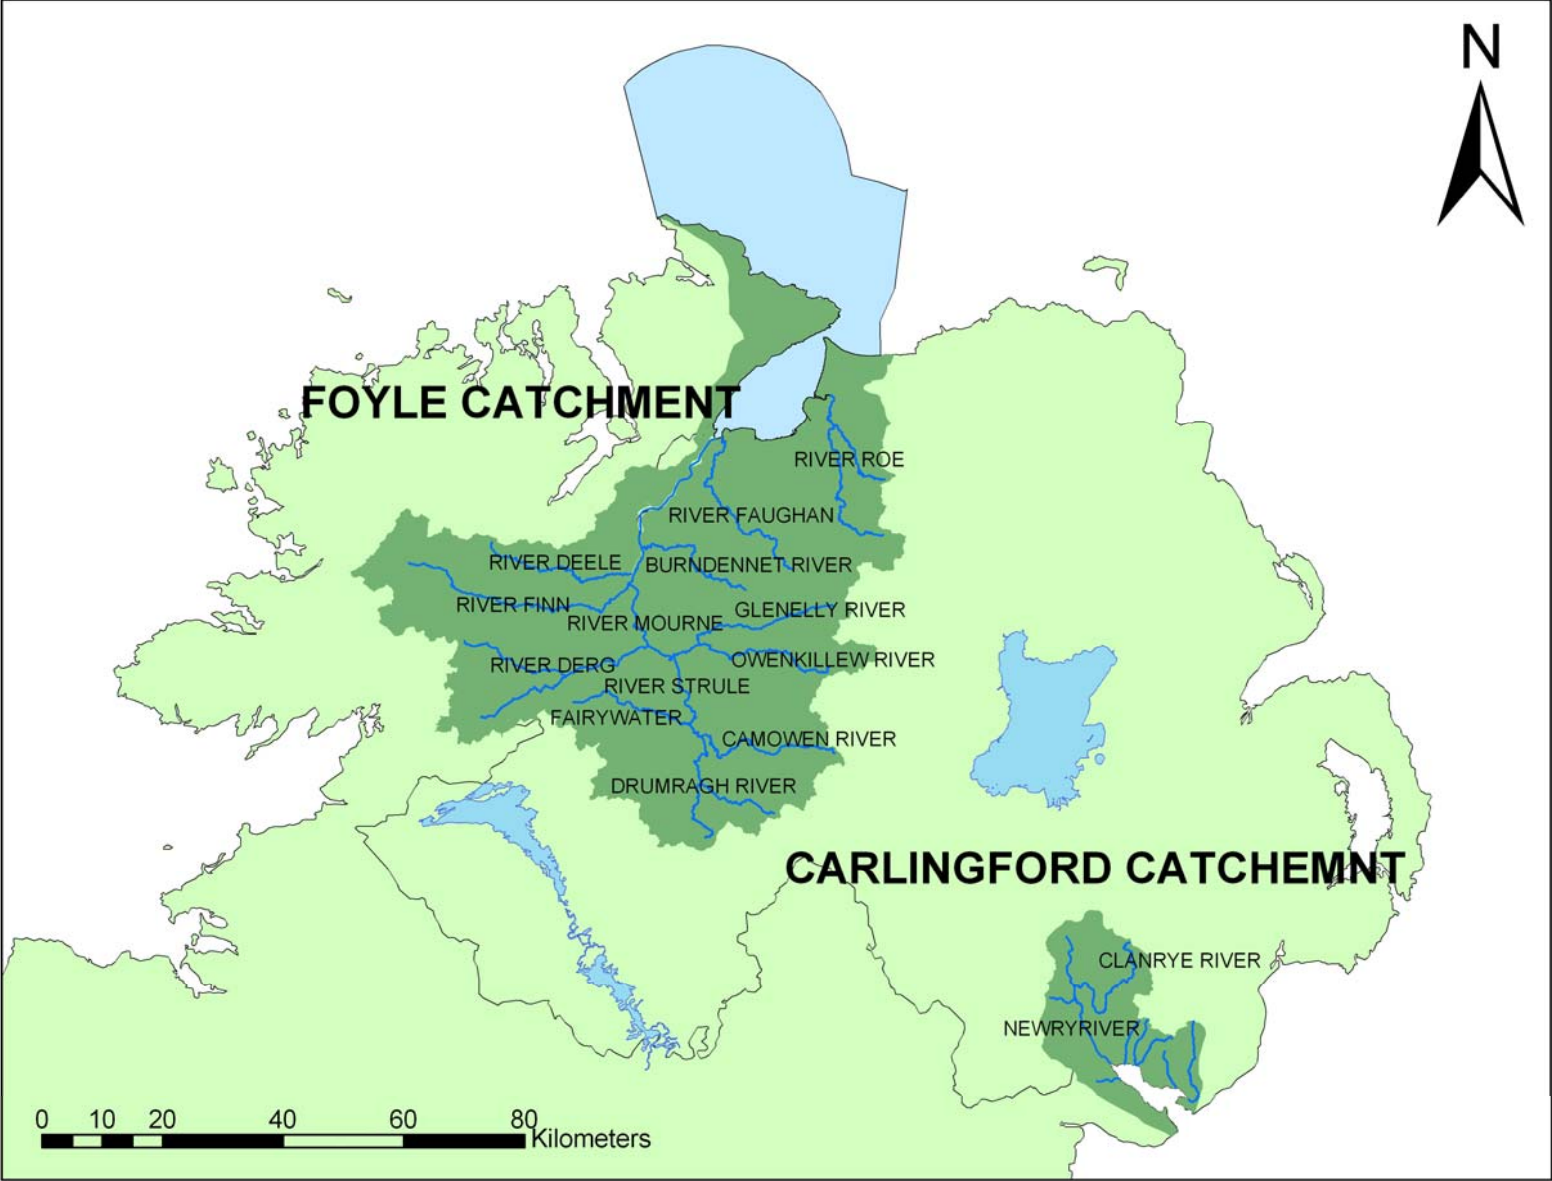 N
FOYLE CATCHMENT
RIVER ROE
RIVER FAUGHAN
RIVER DEELE
BURNDENNET RIVER
RIVER FINN
GLENELLY RIVER
RIVER MOURNE
OWENKILLEW RIVER
RIVER DERG
RIVER STRULE
FAIRYWATER
CAMOWEN RIVER
DRUMRAGH RIVER
CARLINGFORD CATCHEMNT
CLANRYE RIVER
NEWRYRIVER
0 10 20 40 60 80
Kilometers